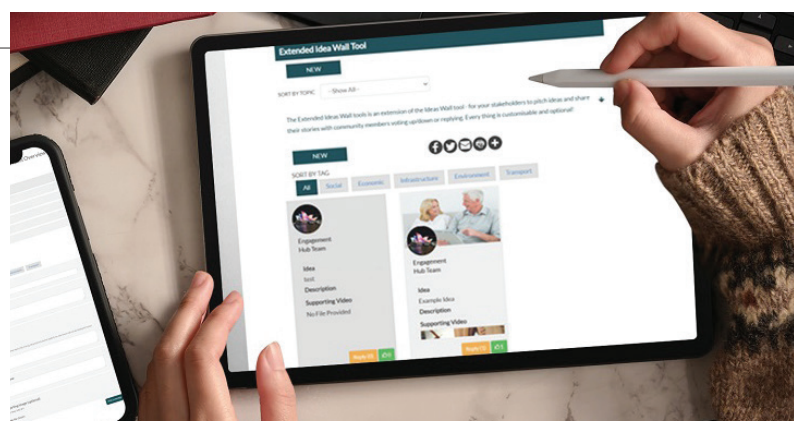 Extended Idea Wall Tool
NEW
SORT BY TOPIC --Show All--
The Extended Ideas Wall tools is an extension of the Ideas Wall tool - for your stakeholders to pitch ideas and share
their stories with community members voting up/down or replying. Every thing is customisable and optional!
NEW
SORT BY TAG
All Social Economic Infrastructure Environment Transport
Engagement
Hub Team
Idea
test
Description
Supporting Video
No File Provided
Engagement
Hub Team
Idea
Example Idea
Description
Supporting Video
Overview